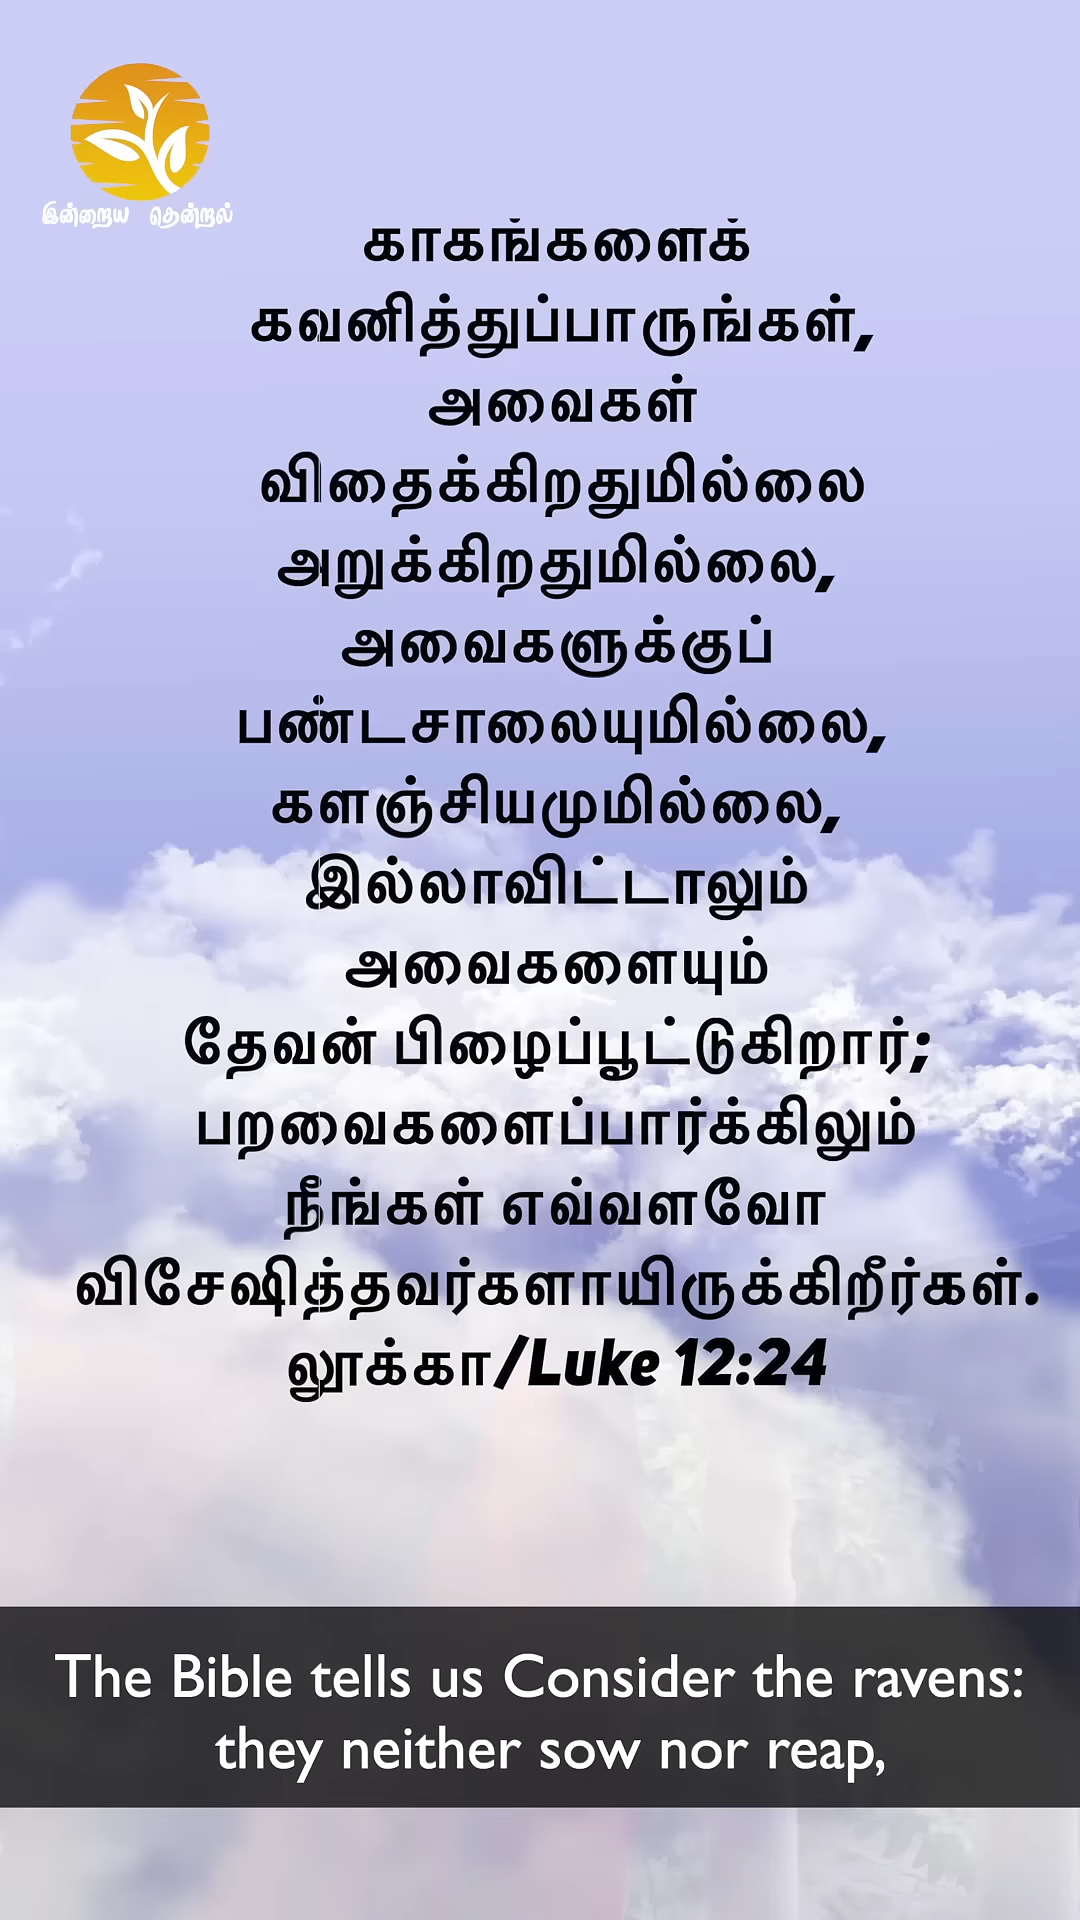 இன்றைய தென்றல்
காகங்களைக்
கவனித்துப்பாருங்கள்,
அவைகள்
விதைக்கிறதுமில்லை
அறுக்கிறதுமில்லை,
அவைகளுக்குப்
பண்டசாலையுமில்லை,
களஞ்சியமுமில்லை,
இல்லாவிட்டாலும்
அவைகளையும்
தேவன் பிழைப்பூட்டுகிறார்;
பறவைகளைப்பார்க்கிலும்
நீங்கள் எவ்வளவோ
விசேஷித்தவர்களாயிருக்கிறீர்கள்.
லூக்கா/Luke 12:24
The Bible tells us Consider the ravens:
they neither sow nor reap,